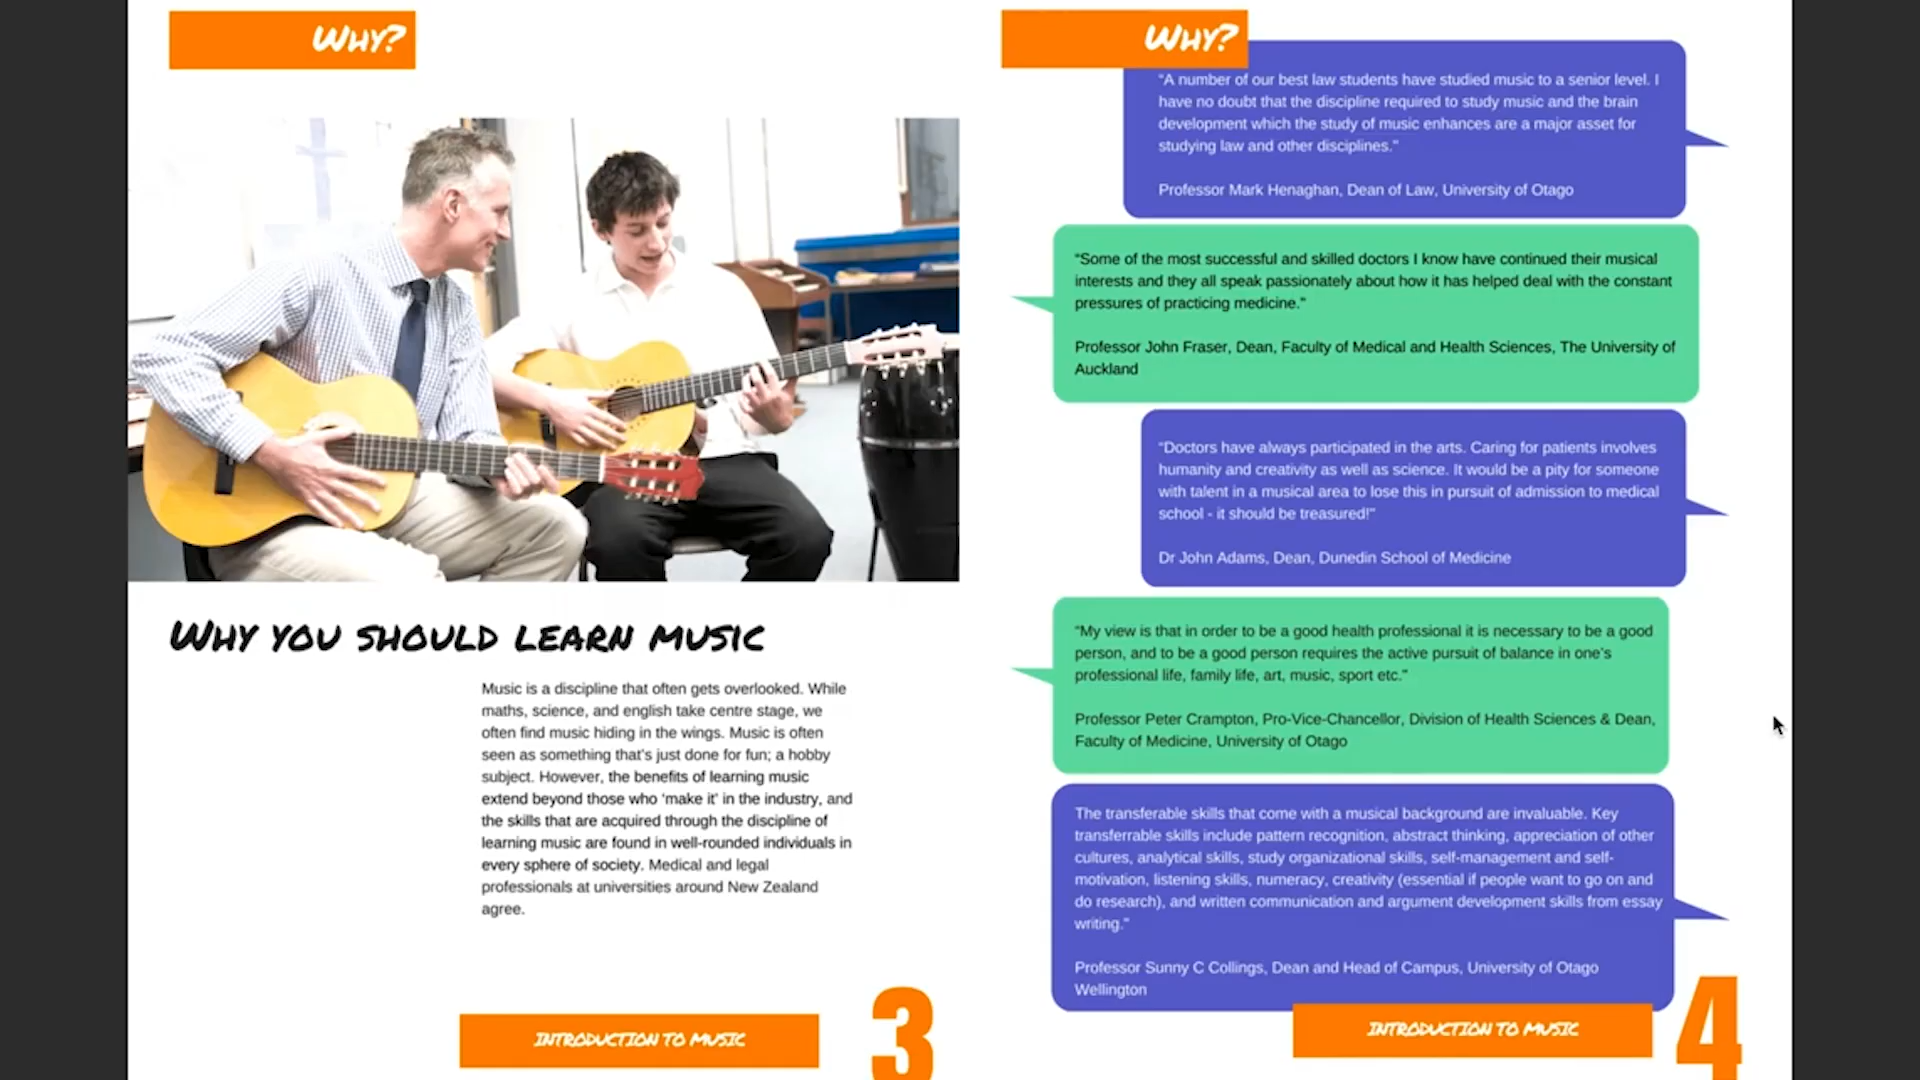 Why?
Why you should learn music
Music is a discipline that often gets overlooked. While
maths, science, and english take centre stage, we
often find music hiding in the wings. Music is often
seen as something that's just done for fun; a hobby
subject. However, the benefits of learning music
extend beyond those who 'make it' in the industry, and
the skills that are acquired through the discipline of
learning music are found in well-rounded individuals in
every sphere of society. Medical and legal
professionals at universities around New Zealand
agree.
INTRODUCTION TO MUSIC
3
Why?
"A number of our best law students have studied music to a senior level. I
have no doubt that the discipline required to study music and the brain
development which the study of music enhances are a major asset for
studying law and other disciplines."
Professor Mark Henaghan, Dean of Law, University of Otago
"Some of the most successful and skilled doctors I know have continued their musical
interests and they all speak passionately about how it has helped deal with the constant
pressures of practicing medicine."
Professor John Fraser, Dean, Faculty of Medical and Health Sciences, The University of
Auckland
"Doctors have always participated in the arts. Caring for patients involves
humanity and creativity as well as science. It would be a pity for someone
with talent in a musical area to lose this in pursuit of admission to medical
school - it should be treasured!"
Dr John Adams, Dean, Dunedin School of Medicine
"My view is that in order to be a good health professional it is necessary to be a good
person, and to be a good person requires the active pursuit of balance in one's
professional life, family life, art, music, sport etc."
Professor Peter Crampton, Pro-Vice-Chancellor, Division of Health Sciences & Dean,
Faculty of Medicine, University of Otago
The transferable skills that come with a musical background are invaluable. Key
transferrable skills include pattern recognition, abstract thinking, appreciation of other
cultures, analytical skills, study organizational skills, self-management and self-
motivation, listening skills, numeracy, creativity (essential if people want to go on and
do research), and written communication and argument development skills from essay
writing."
Professor Sunny C Collings, Dean and Head of Campus, University of Otago
Wellington
INTRODUCTION TO MUSIC
4